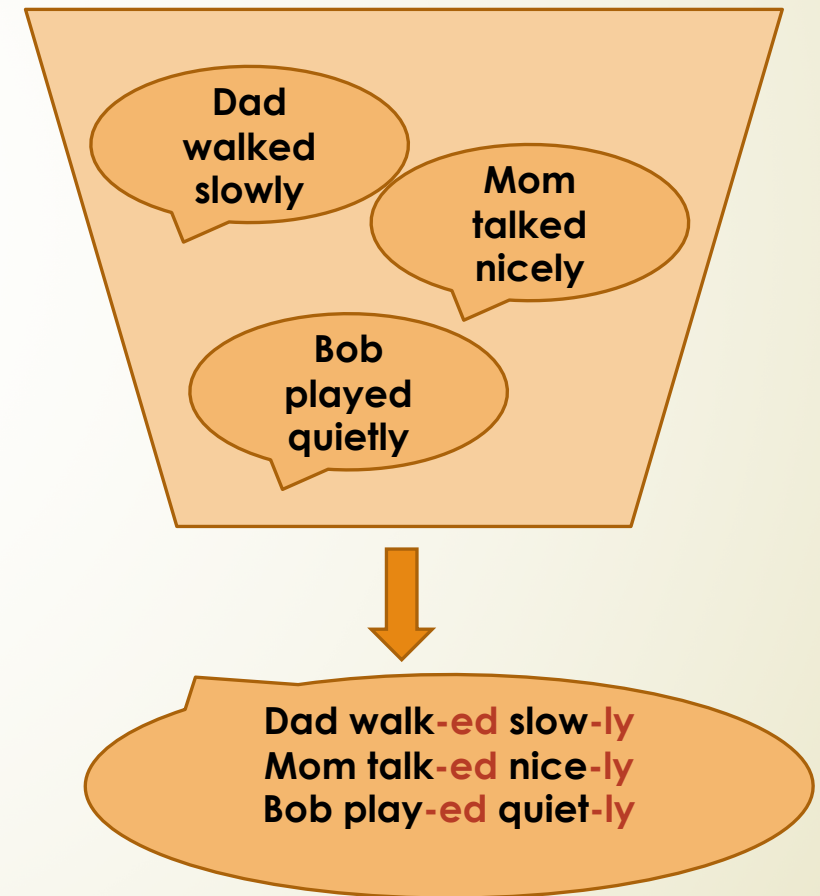 Dad
walked
slowly
Mom
talked
nicely
Bob
played
quietly
Dad walk-ed slow-ly
Mom talk-ed nice-ly
Bob play-ed quiet-ly